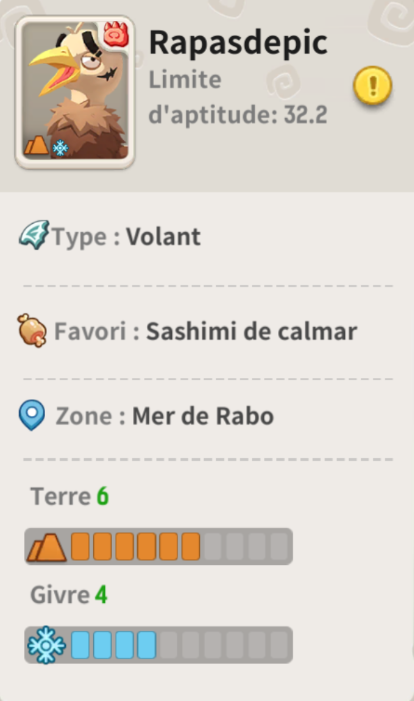 Rapasdepic
Limite
d'aptitude: 32.2
Type : Volant
Favori : Sashimi de calmar
Zone : Mer de Rabo
Terre 6
Givre 4